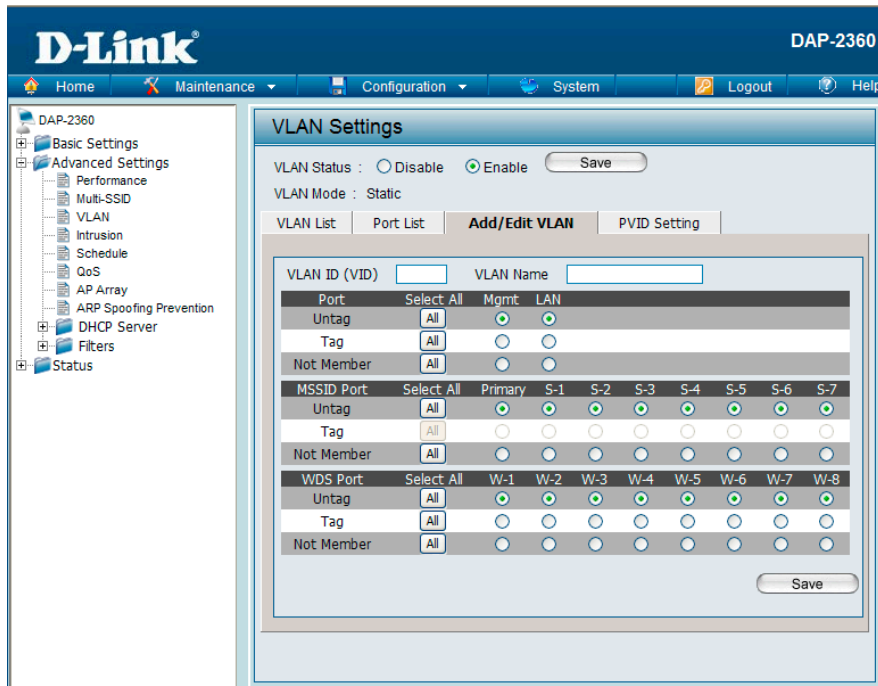 D-Link®
DAP-2360
Home Maintenance Configuration System Logout Help
DAP-2360
Basic Settings
Advanced Settings
Performance
Multi-SSID
VLAN
Intrusion
Schedule
QoS
AP Array
ARP Spoofing Prevention
DHCP Server
Filters
Status
VLAN Settings
VLAN Status : Disable Enable Save
VLAN Mode : Static
VLAN List Port List Add/Edit VLAN PVID Setting
VLAN ID (VID) VLAN Name
Port Select All Mgmt LAN
Untag All
Tag All
Not Member All
MSSID Port Select All Primary S-1 S-2 S-3 S-4 S-5 S-6 S-7
Untag All
Tag All
Not Member All
WDS Port Select All W-1 W-2 W-3 W-4 W-5 W-6 W-7 W-8
Untag All
Tag All
Not Member All
Save